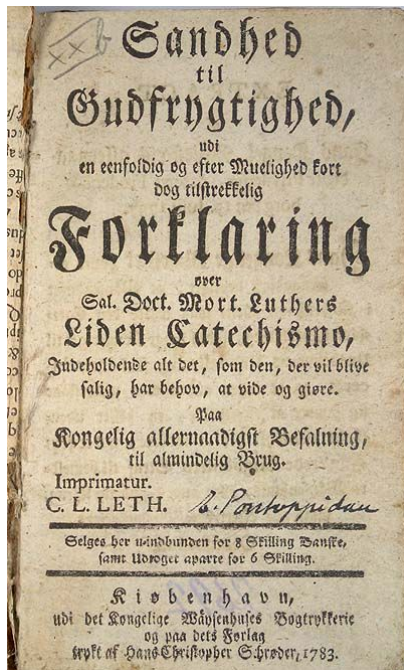 Sandhed
til
Gudfrygtighed,
udi
en eenfoldig og efter Muelighed kort
dog tilstrekkelig
Forklaring
over
Sal. Doct. Mort. Luthers
Liden Catechismo,
Indeholdende alt det, som den, der vil blive
salig, har behov, at vide og giøre.
Paa
Kongelig allernaadigst Befalning,
til almindelig Brug.
Imprimatur.
C. L. LETH. E. Pontoppidan
Selges her u-indbunden for 8 Skilling Danske,
samt Udtoget aparte for 6 Skilling.
Kiøbenhavn,
udi det Kongelige Wäysenhuses Bogtrykkerie
og paa dets Forlag
trykt af Hans Christopher Schrøder, 1783.